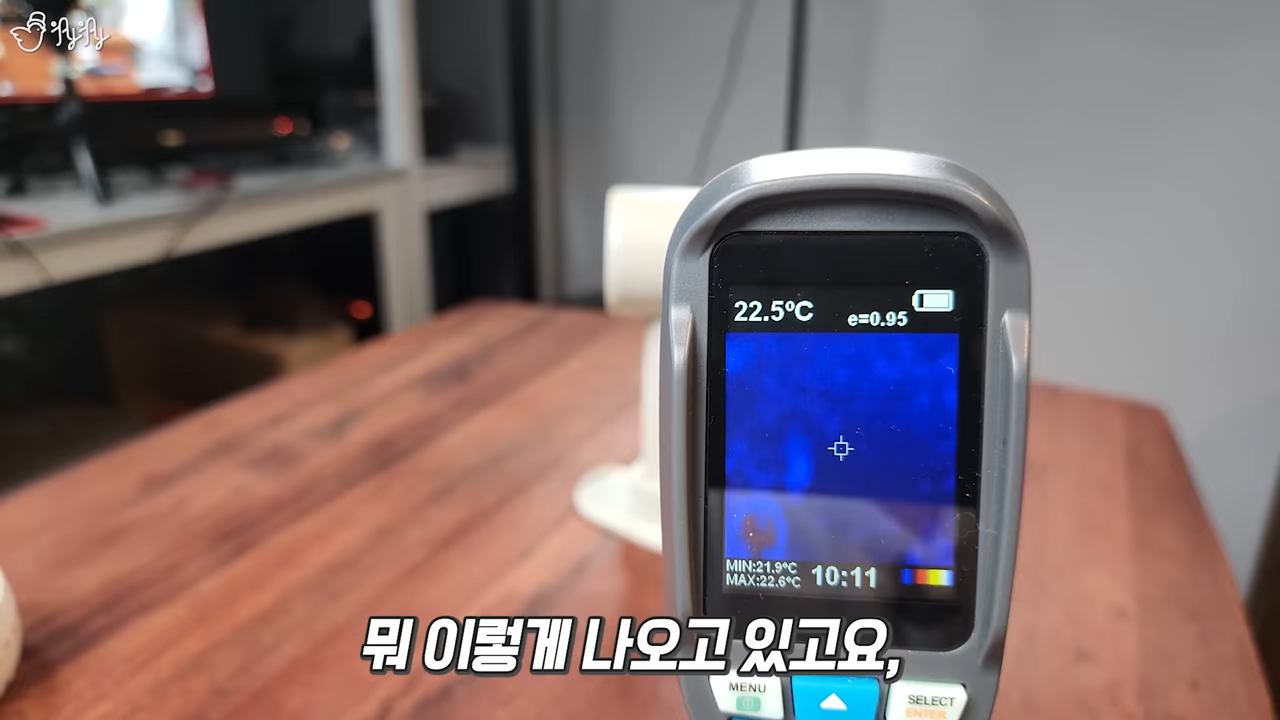 22.5ºC
e=0.95
MIN:21.9ºC
MAX:22.6ºC
10:11
뭐 이렇게 나오고 있고요,
MENU
SELECT
ENTER